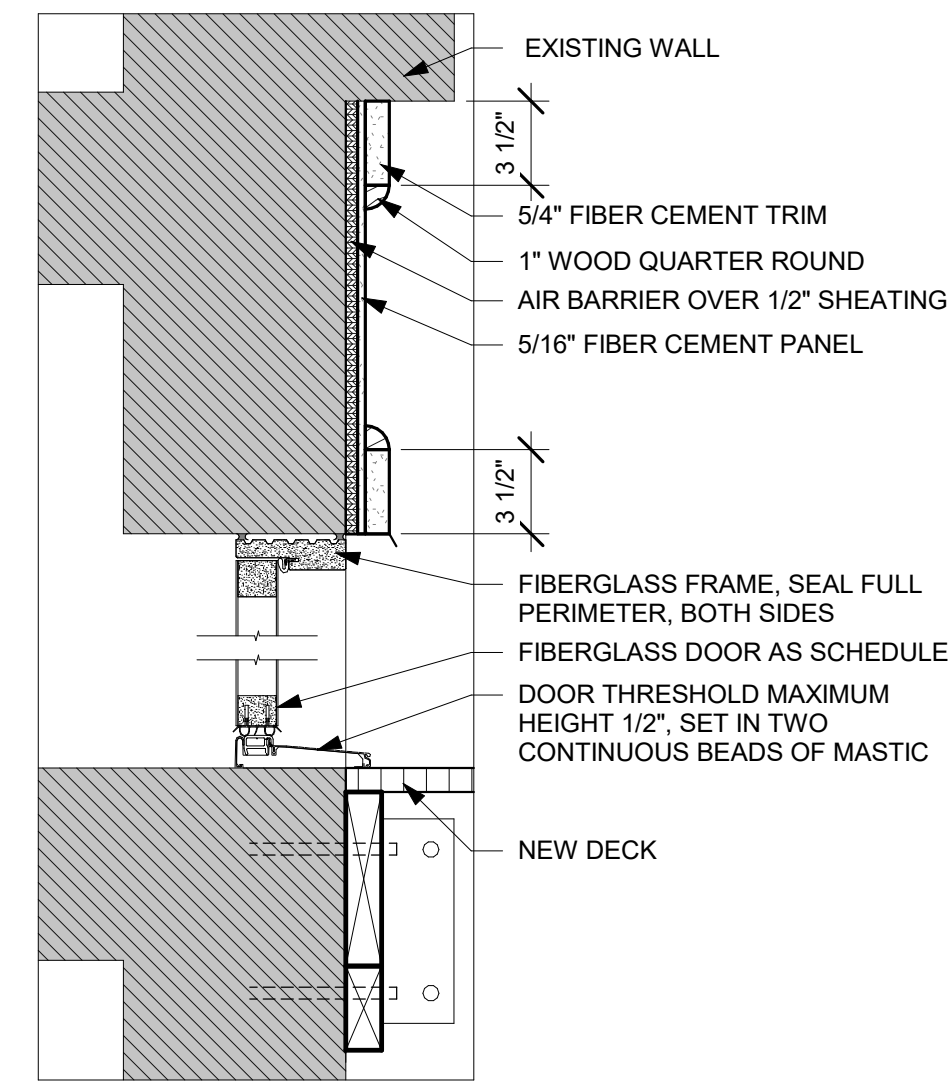 EXISTING WALL
3 1/2"
5/4" FIBER CEMENT TRIM
1" WOOD QUARTER ROUND
AIR BARRIER OVER 1/2" SHEATING
5/16" FIBER CEMENT PANEL
3 1/2"
FIBERGLASS FRAME, SEAL FULL
PERIMETER, BOTH SIDES
FIBERGLASS DOOR AS SCHEDULE
DOOR THRESHOLD MAXIMUM
HEIGHT 1/2", SET IN TWO
CONTINUOUS BEADS OF MASTIC
NEW DECK